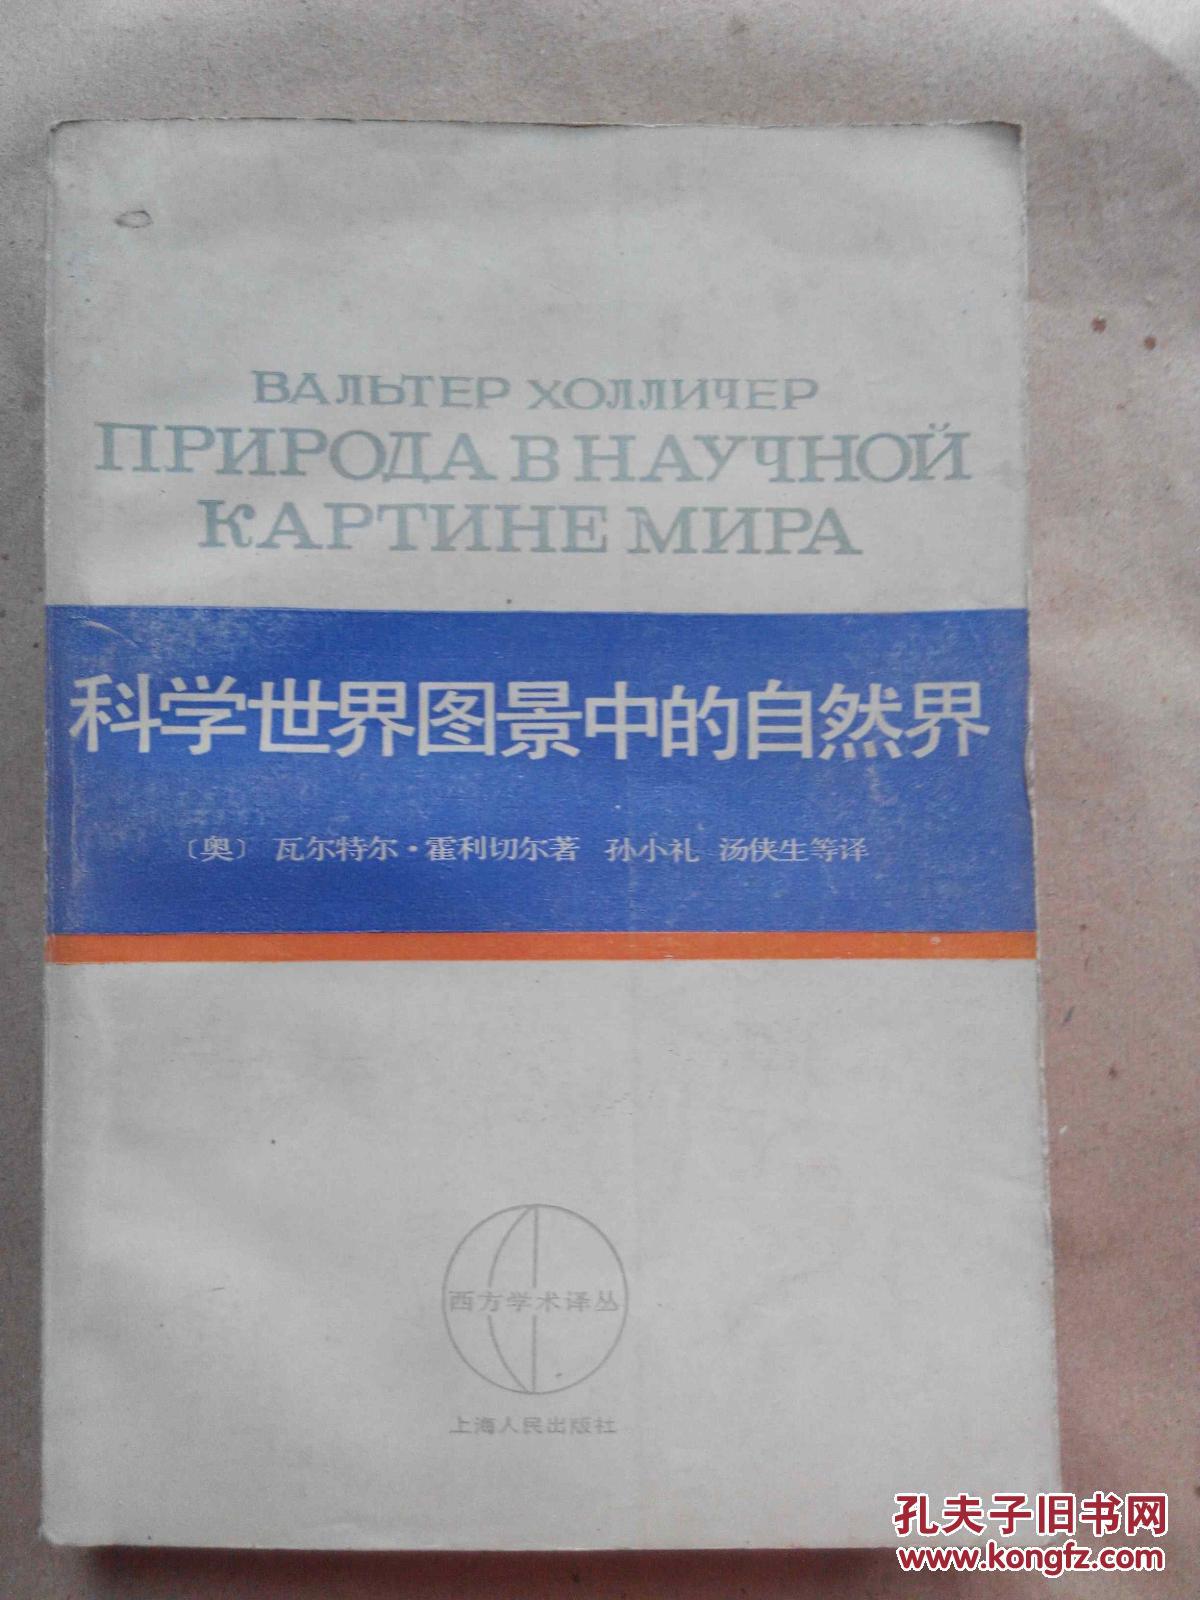 ВАЛЬТЕР ХОЛЛИЧЕР
ПРИРОДА В НАУЧНОЙ
КАРТИНЕ МИРА
科学世界图景中的自然界
〔奥〕 瓦尔特尔·霍利切尔著 孙小礼 汤侠生等译
西方学术译丛
上海人民出版社
孔夫子旧书网
www.kongfz.com